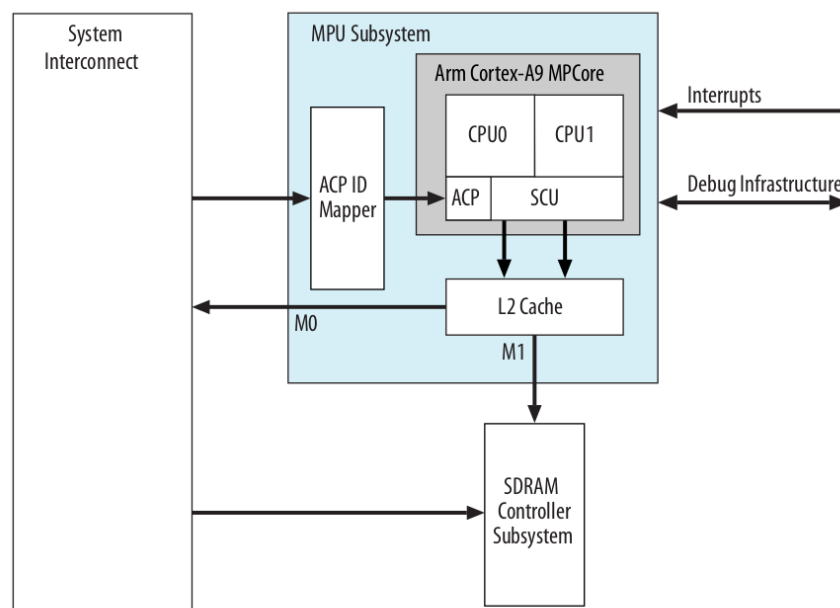 System
Interconnect
MPU Subsystem
Arm Cortex-A9 MPCore
CPU0
CPU1
ACP
SCU
ACP ID
Mapper
Interrupts
Debug Infrastructure
L2 Cache
M0
M1
SDRAM
Controller
Subsystem